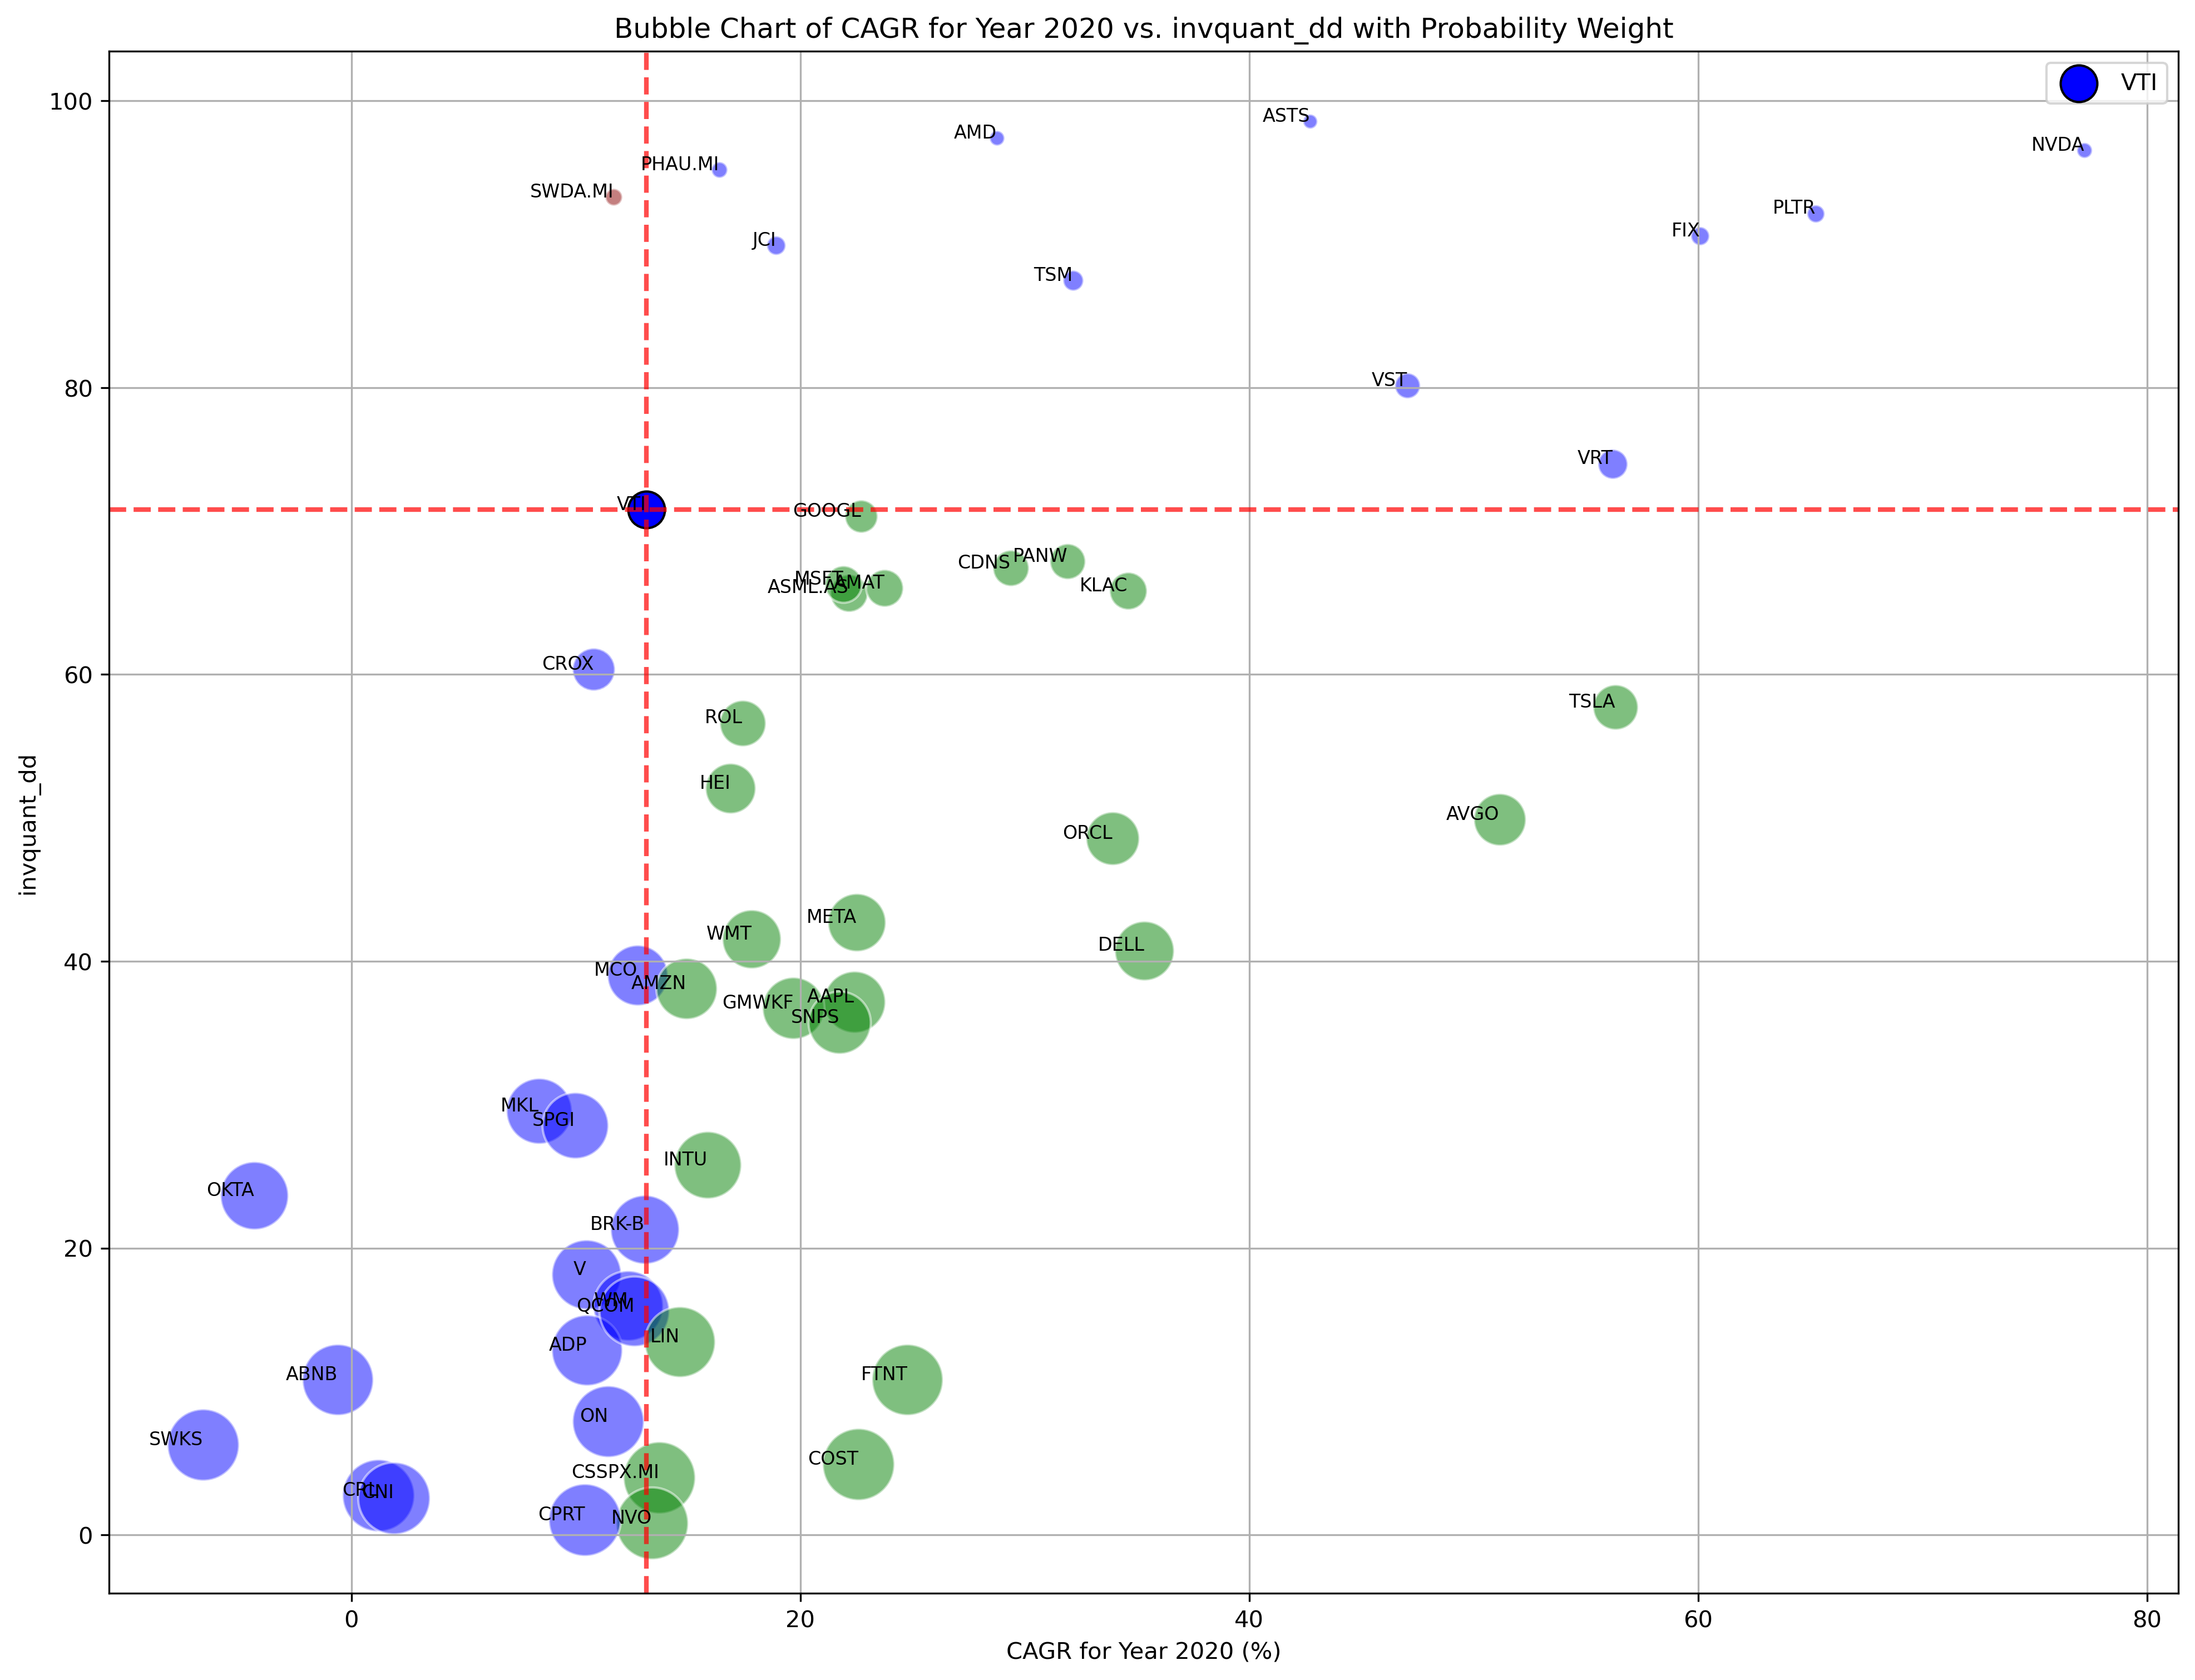 Bubble Chart of CAGR for Year 2020 vs. invquant_dd with Probability Weight
VTI
100
80
60
40
20
0
invquant_dd
ASTS
AMD
NVDA
PHAU.MI
SWDA.MI
PLTR
FIX
JCI
TSM
VST
VRT
VTI
GOOGL
PANW
CDNS
MSFT
AMAT
ASML.AS
KLAC
CROX
TSLA
ROL
HEI
AVGO
ORCL
META
WMT
DELL
MCO
AMZN
GMWKF
AAPL
SNPS
MKL
SPGI
INTU
OKTA
BRK-B
V
WM
QCOM
LIN
ADP
ABNB
FTNT
ON
SWKS
COST
CSSPX.MI
CRL
CNI
CPRT
NVO
0
20
40
60
80
CAGR for Year 2020 (%)